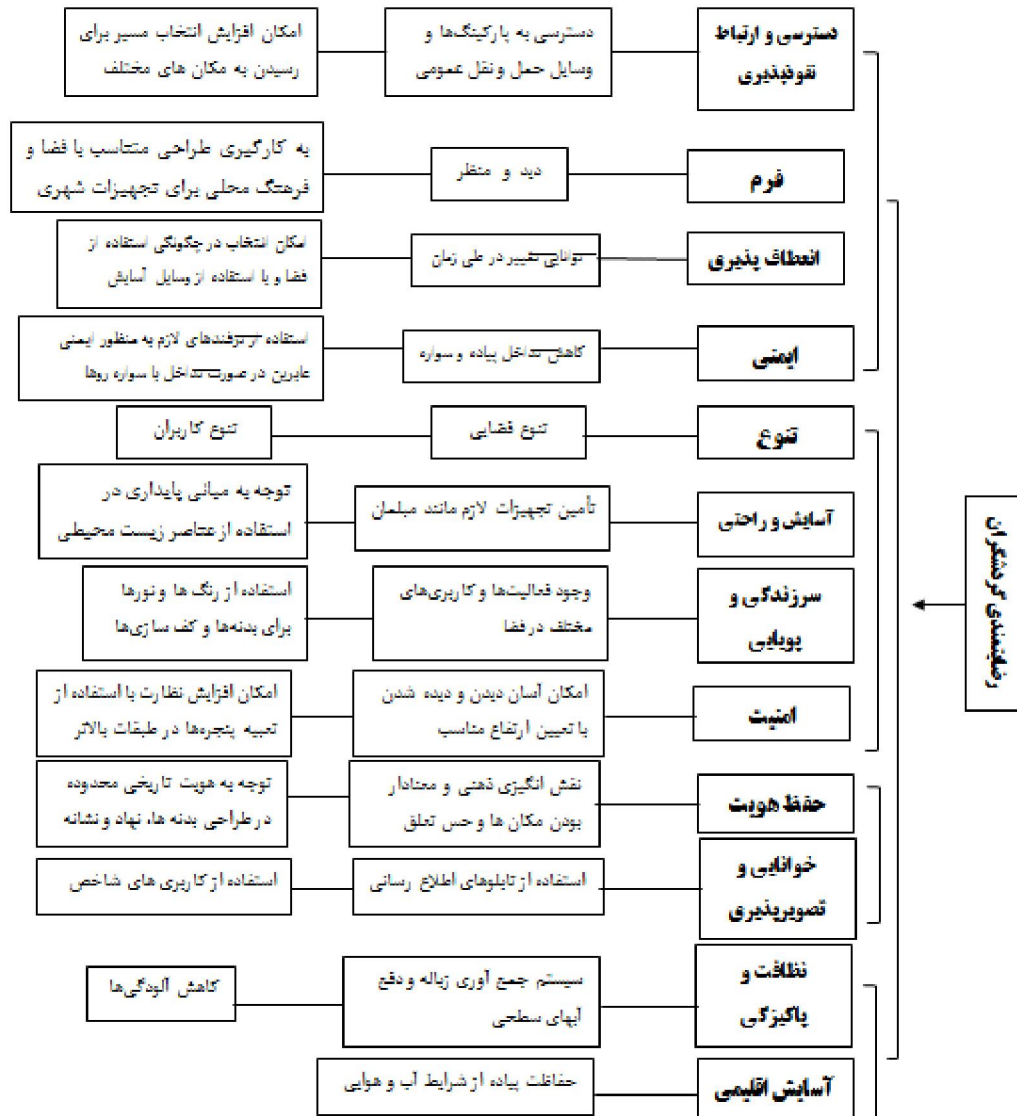 دسترسی و ارتباط
نفوذپذیری
دسترسی به پارکینگ‌ها و
وسایل حمل و نقل عمومی
امکان افزایش انتخاب مسیر برای
رسیدن به مکان های مختلف
فرم
دید و منظر
به کارگیری طراحی متناسب با فضا و
فرهنگ محلی برای تجهیزات شهری
انعطاف پذیری
توانایی تغییر در طی زمان
امکان انتخاب در چگونگی استفاده از
فضا و یا استفاده از وسایل آسایش
ایمنی
کاهش تداخل پیاده و سواره
استفاده از ترفندهای لازم به منظور ایمنی
عابرین در صورت تداخل با سواره روها
تنوع
تنوع فضایی
تنوع کاربران
آسایش و راحتی
تأمین تجهیزات لازم مانند مبلمان
توجه به مبانی پایداری در
استفاده از عناصر زیست محیطی
سرزندگی و
پویایی
وجود فعالیت‌ها و کاربری‌های
مختلف در فضا
استفاده از رنگ ها و نورها
برای بدنه‌ها و کف سازی‌ها
امنیت
امکان آسان دیدن و دیده شدن
با تعیین ارتفاع مناسب
امکان افزایش نظارت با استفاده از
تعبیه پنجره‌ها در طبقات بالاتر
حفظ هویت
نقش انگیزی ذهنی و معنادار
بودن مکان ها و حس تعلق
توجه به هویت تاریخی محدوده
در طراحی بدنه ها، نهاد و نشانه
خوانایی و
تصویرپذیری
استفاده از تابلوهای اطلاع رسانی
استفاده از کاربری های شاخص
نظافت و
پاکیزگی
سیستم جمع آوری زباله و دفع
آبهای سطحی
کاهش آلودگی‌ها
آسایش اقلیمی
حفاظت پیاده از شرایط آب و هوایی
رضایتمندی گردشگران